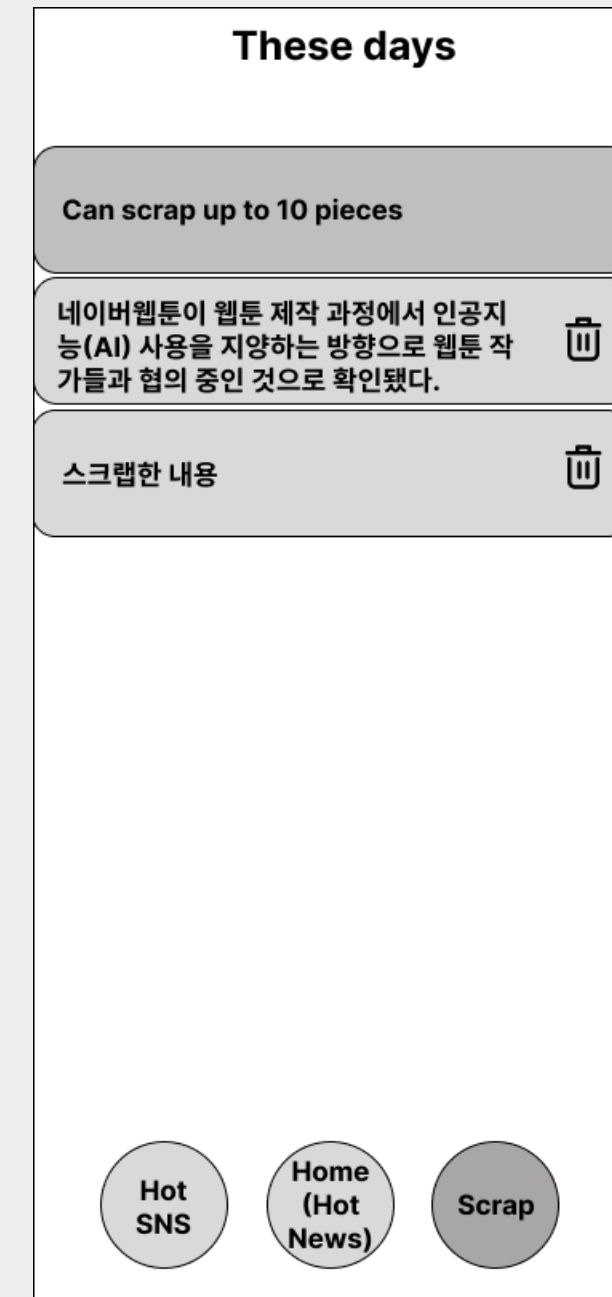 These days
Can scrap up to 10 pieces
네이버웹툰이 웹툰 제작 과정에서 인공지
능(AI) 사용을 지양하는 방향으로 웹툰 작
가들과 협의 중인 것으로 확인됐다.
스크랩한 내용
Hot
SNS
Home
(Hot
News)
Scrap